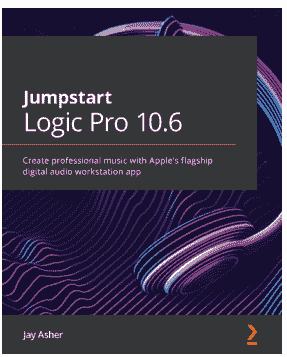 Jumpstart
Logic Pro 10.6
Create professional music with Apple's flagship
digital audio workstation app
Jay Asher